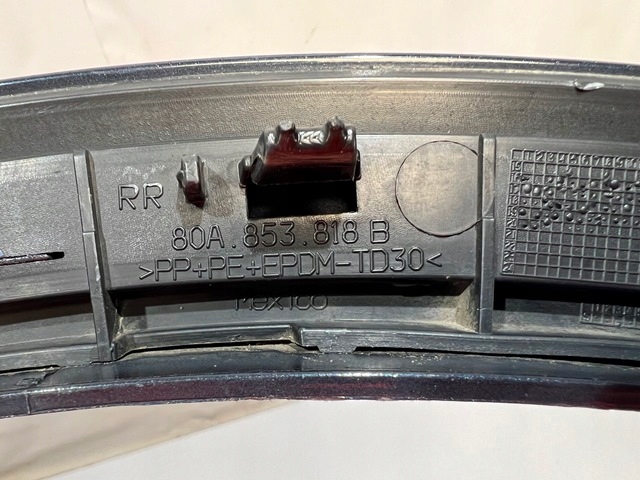 RR
80A.853.818 B
>PP+PE+EPDM-TD30<
Mexico